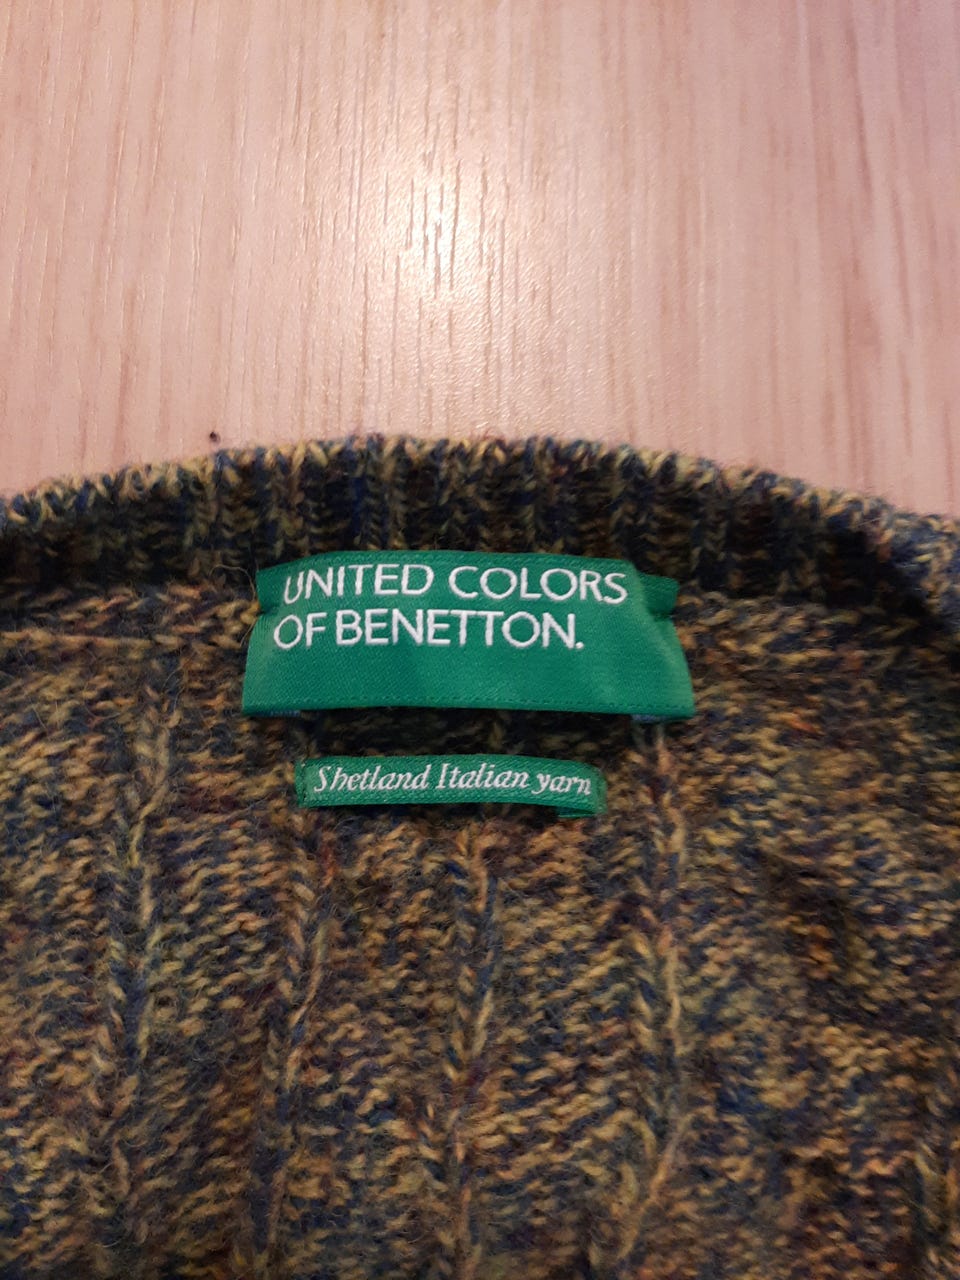 UNITED COLORS
OF BENETTON.
Shetland Italian yarn